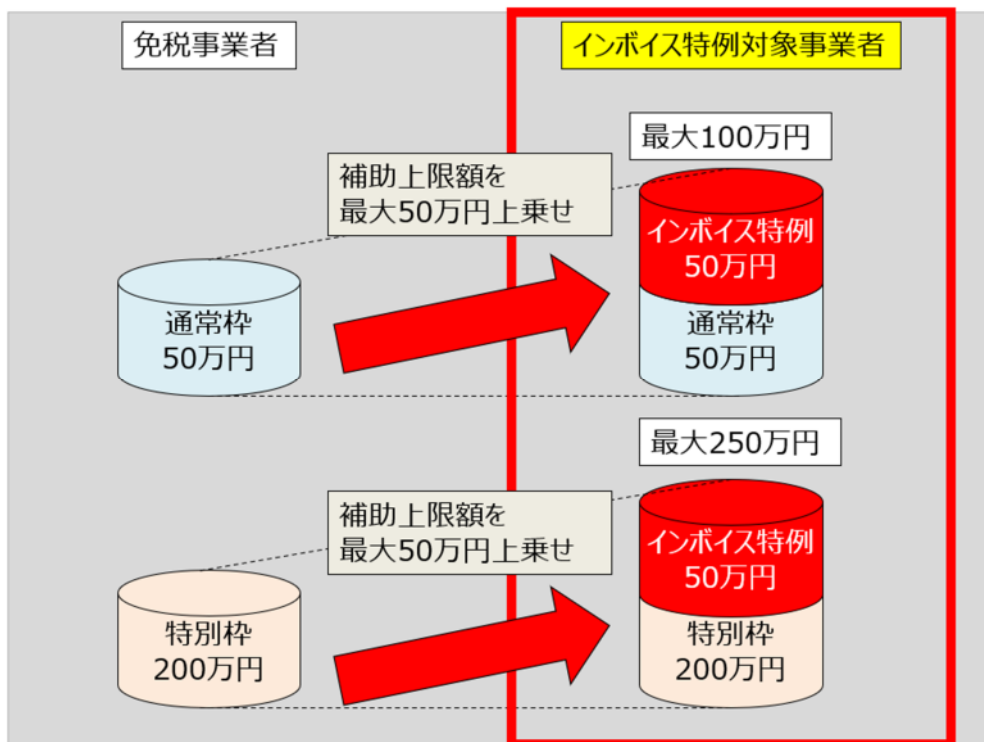 免税事業者
インボイス特例対象事業者
最大100万円
補助上限額を
最大50万円上乗せ
インボイス特例
50万円
通常枠
50万円
通常枠
50万円
最大250万円
補助上限額を
最大50万円上乗せ
インボイス特例
50万円
特別枠
200万円
特別枠
200万円